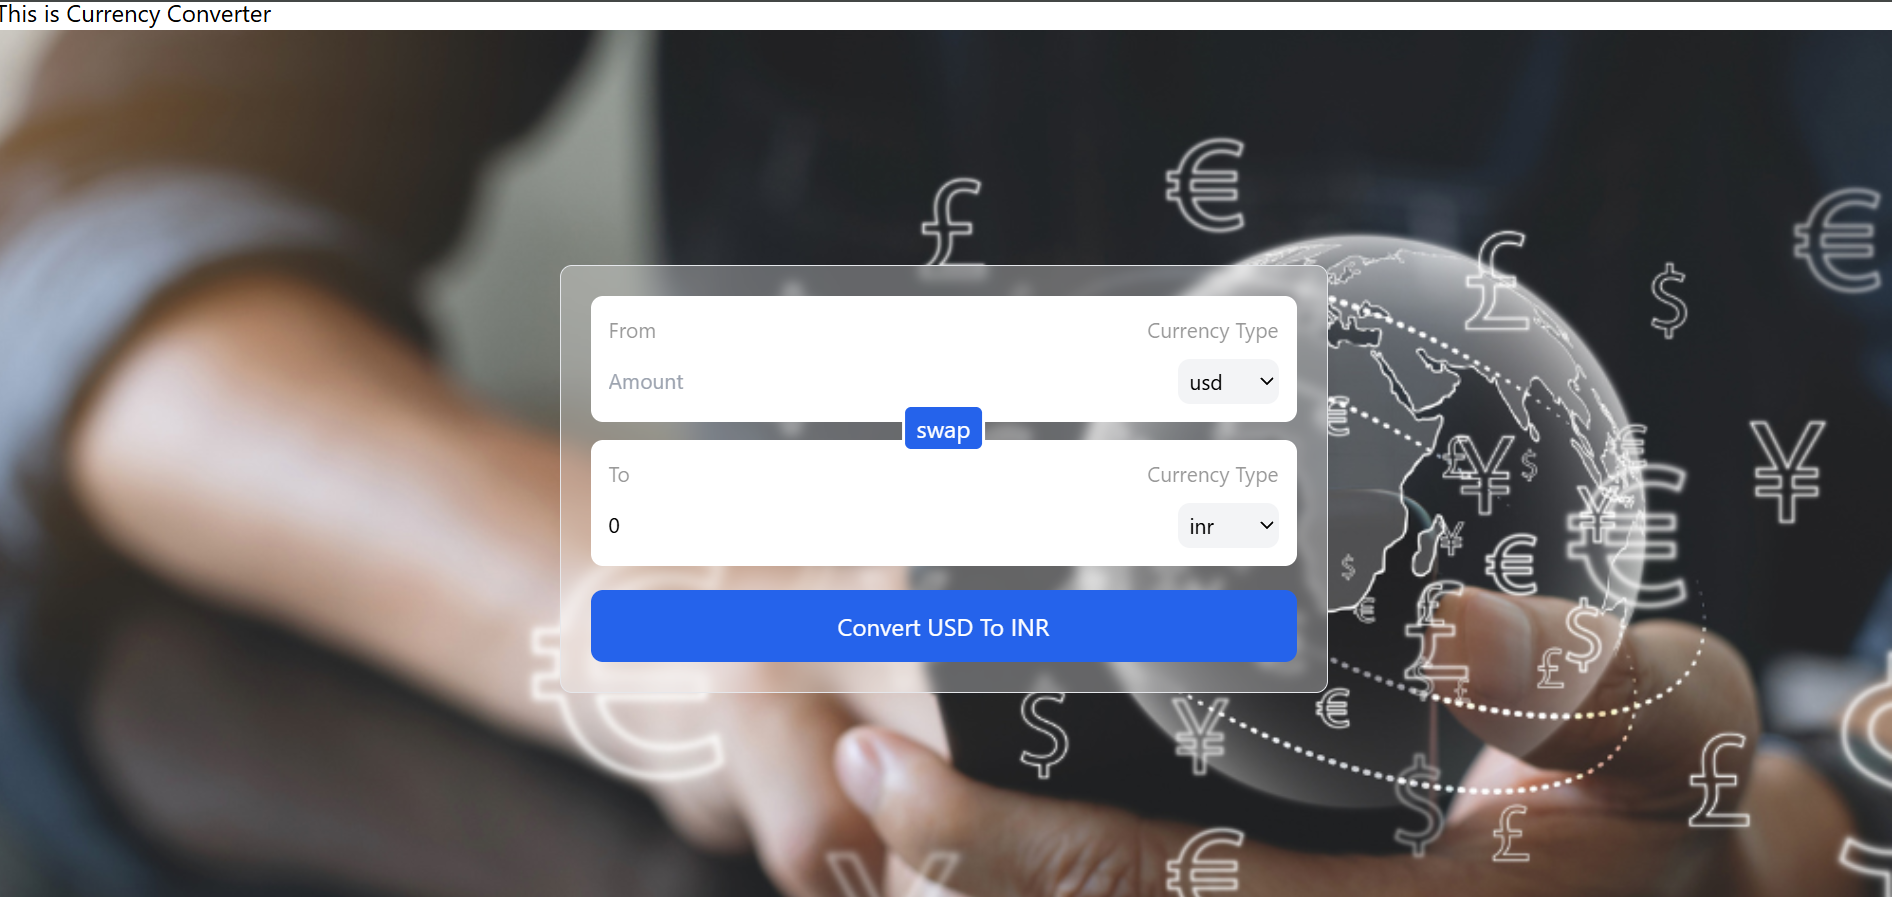 This is Currency Converter
From
Currency Type
Amount
usd
swap
To
Currency Type
0
inr
Convert USD To INR